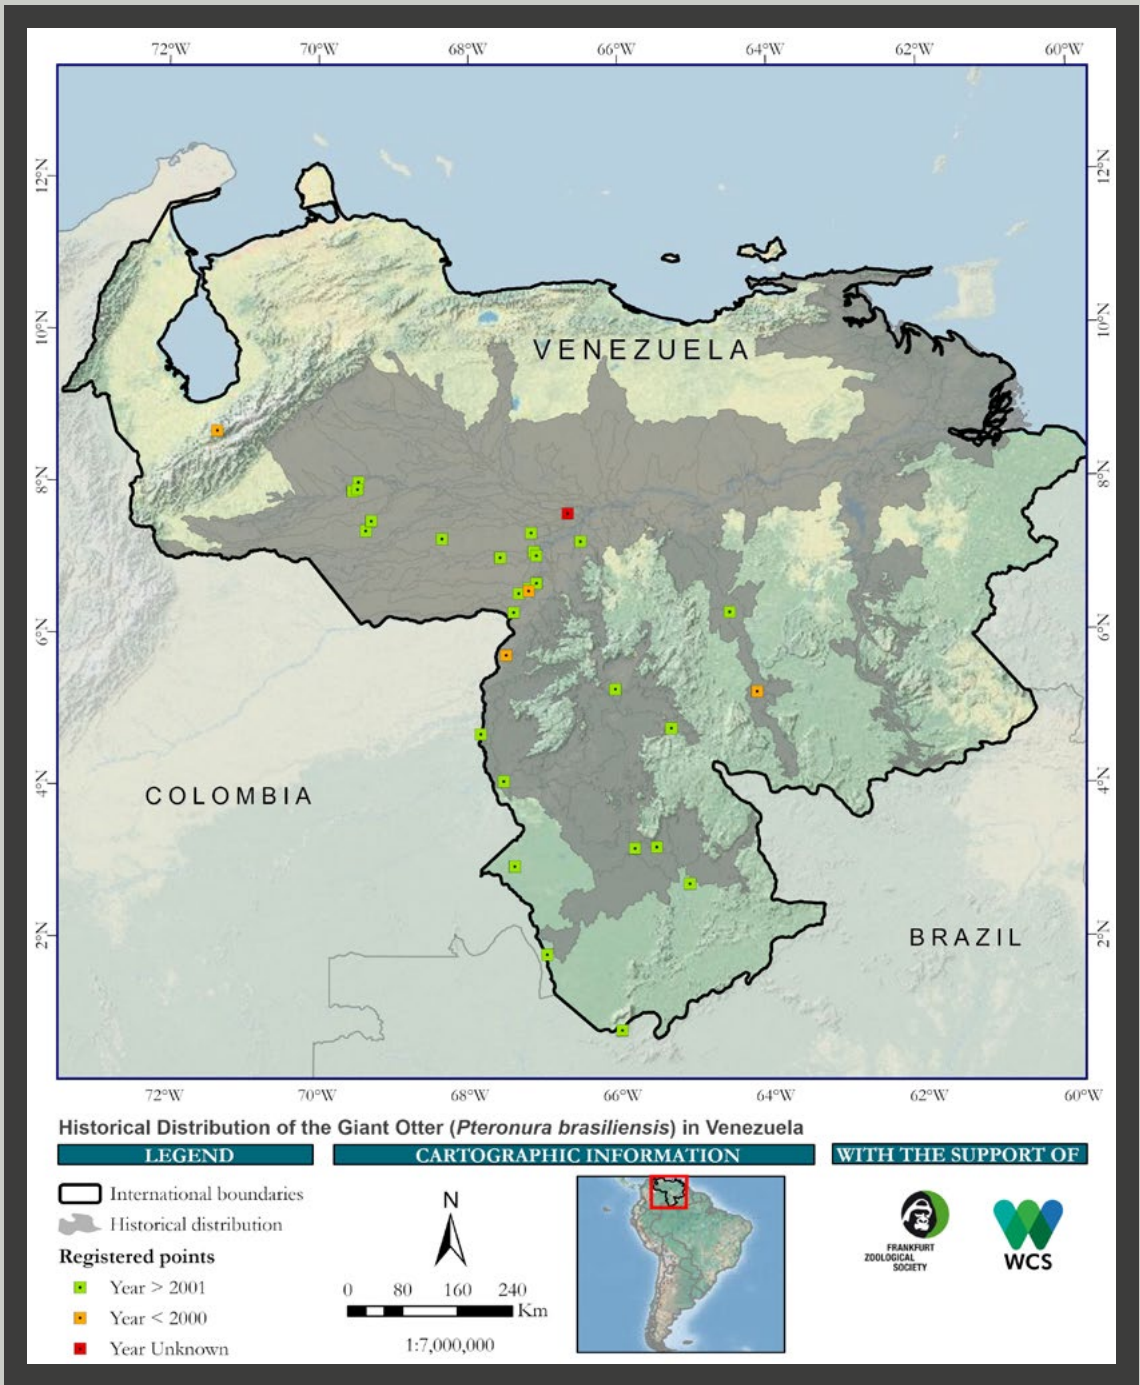 72°W 70°W 68°W 66°W 64°W 62°W 60°W
12°N 12°N
10°N 10°N
VENEZUELA
8°N 8°N
6°N 6°N
4°N 4°N
COLOMBIA
2°N 2°N
BRAZIL
72°W 70°W 68°W 66°W 64°W 62°W 60°W
Historical Distribution of the Giant Otter (Pteronura brasiliensis) in Venezuela
LEGEND
International boundaries
Historical distribution
Registered points
Year > 2001
Year < 2000
Year Unknown
CARTOGRAPHIC INFORMATION
N
0 80 160 240
Km
1:7,000,000
WITH THE SUPPORT OF
FRANKFURT
ZOOLOGICAL
SOCIETY
WCS